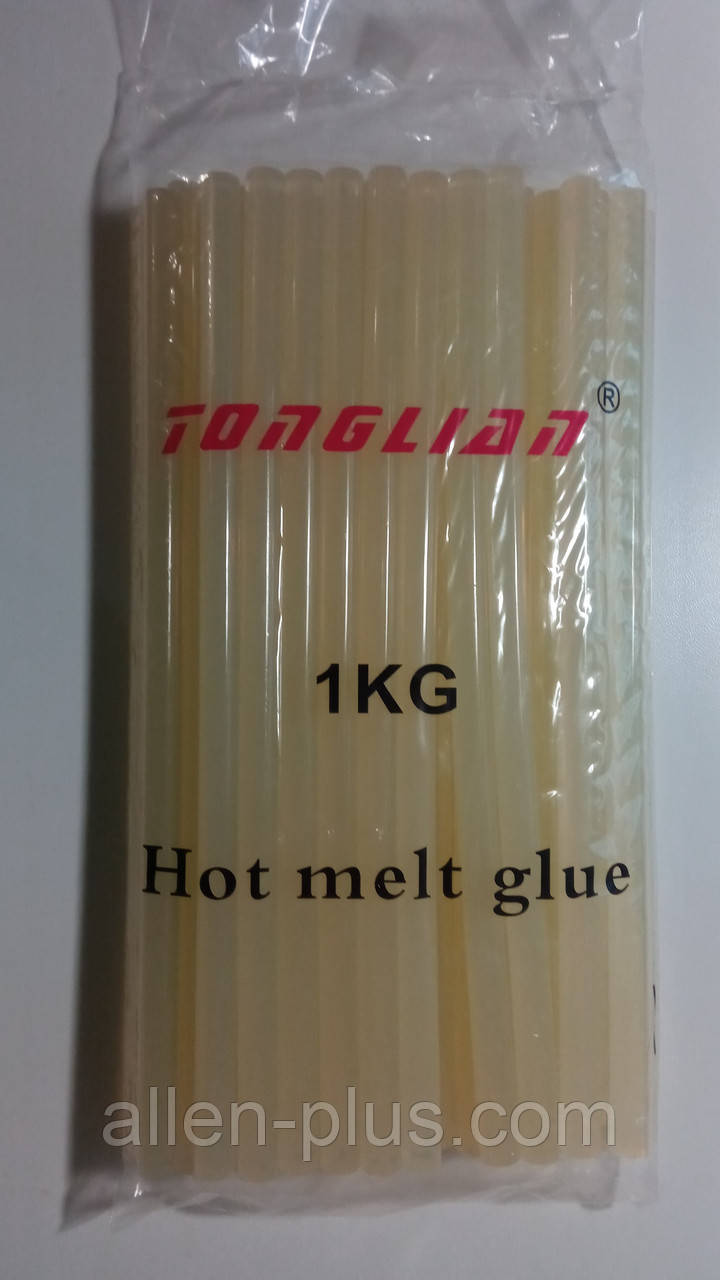 TONGLIAN®
1KG
Hot melt glue
allen-plus.com